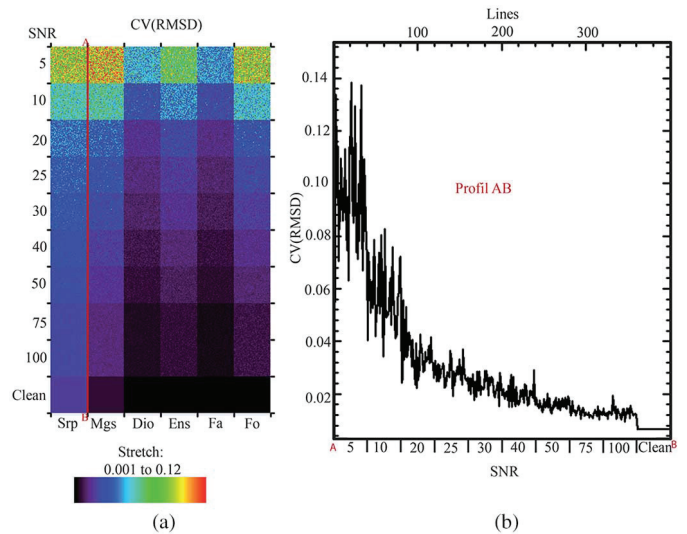 SNR
CV(RMSD)
A
5
10
20
25
30
40
50
75
100
Clean
B
Srp Mgs Dio Ens Fa Fo
Stretch:
0.001 to 0.12
(a)
Lines
100 200 300
0.14
0.12
0.10
0.08
0.06
0.04
0.02
CV(RMSD)
Profil AB
A 5 10 20 25 30 40 50 75 100 Clean B
SNR
(b)